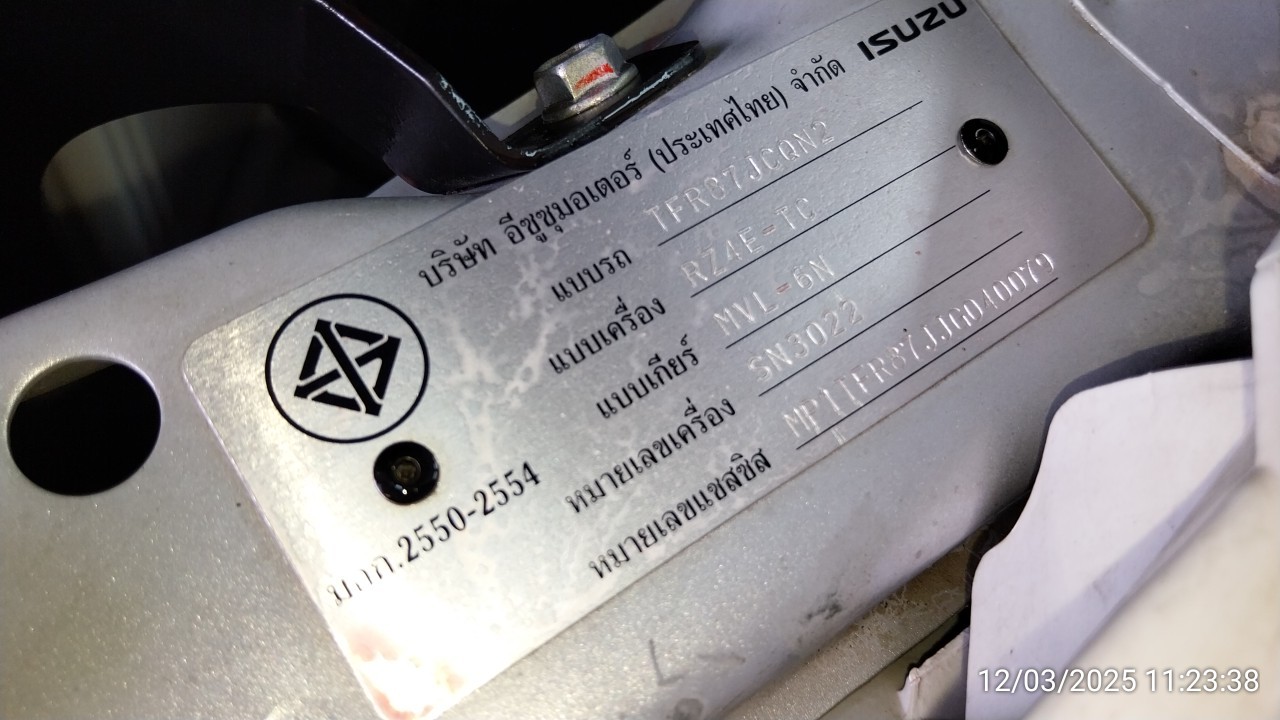 ISUZU
บริษัท อีซูซุมอเตอร์ (ประเทศไทย) จำกัด
แบบรถ TFR87JCQN2
แบบเครื่อง RZ4E-TC
แบบเกียร์ MVL-6N
หมายเลขเครื่อง SN3022
หมายเลขแชสซิส MP1TFR87JJG040079
มอก.2550-2554
12/03/2025 11:23:38